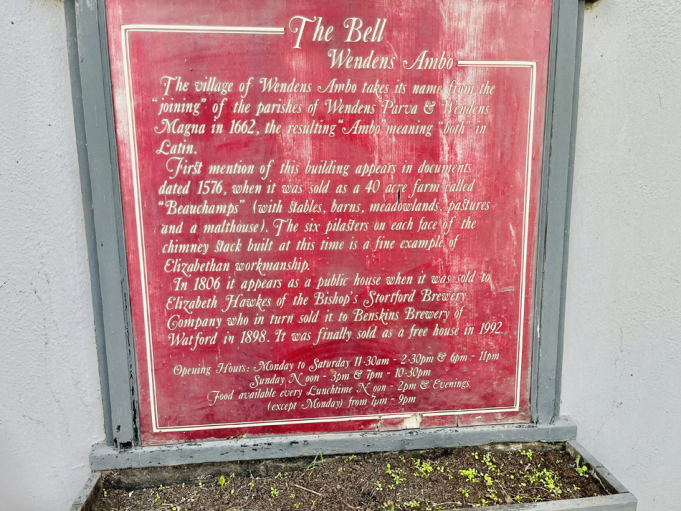 The Bell
Wendens Ambo
The village of Wendens Ambo takes its name from the
"joining" of the parishes of Wendens Parva & Wendens
Magna in 1662, the resulting "Ambo meaning "both" in
Latin.
First mention of this building appears in documents
dated 1576, when it was sold as a 40 acre farm called
"Beauchamps" (with stables, barns, meadowlands, pastures
and a malthouse). The six pilasters on each face of the
chimney stack built at this time is a fine example of
Elizabethan workmanship.
In 1806 it appears as a public house when it was sold to
Elizabeth Hawkes of the Bishop's Stortford Brewery
Company who in turn sold it to Benskins Brewery of
Watford in 1898. It was finally sold as a free house in 1992
Opening Hours: Monday to Saturday 11·30am - 2·30pm & 6pm - 11pm
Sunday Noon - 3pm & 7pm - 10·30pm
Food available every Lunchtime Noon - 2pm & Evenings
(except Monday) from 7pm - 9pm